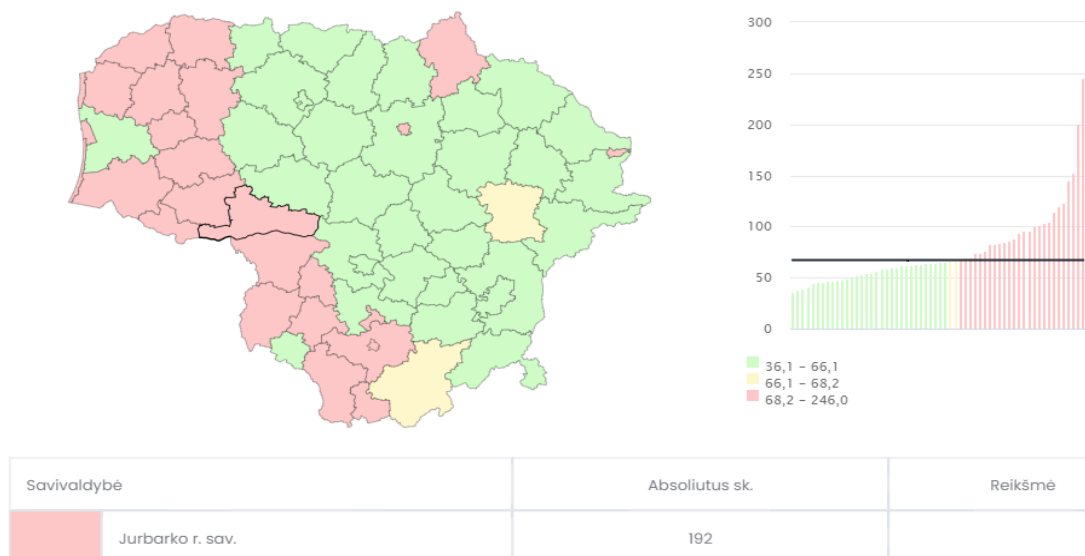 300
250
200
150
100
50
0
36,1 - 66,1
66,1 - 68,2
68,2 - 246,0
Savivaldybė Absoliutus sk. Reikšmė
Jurbarko r. sav. 192